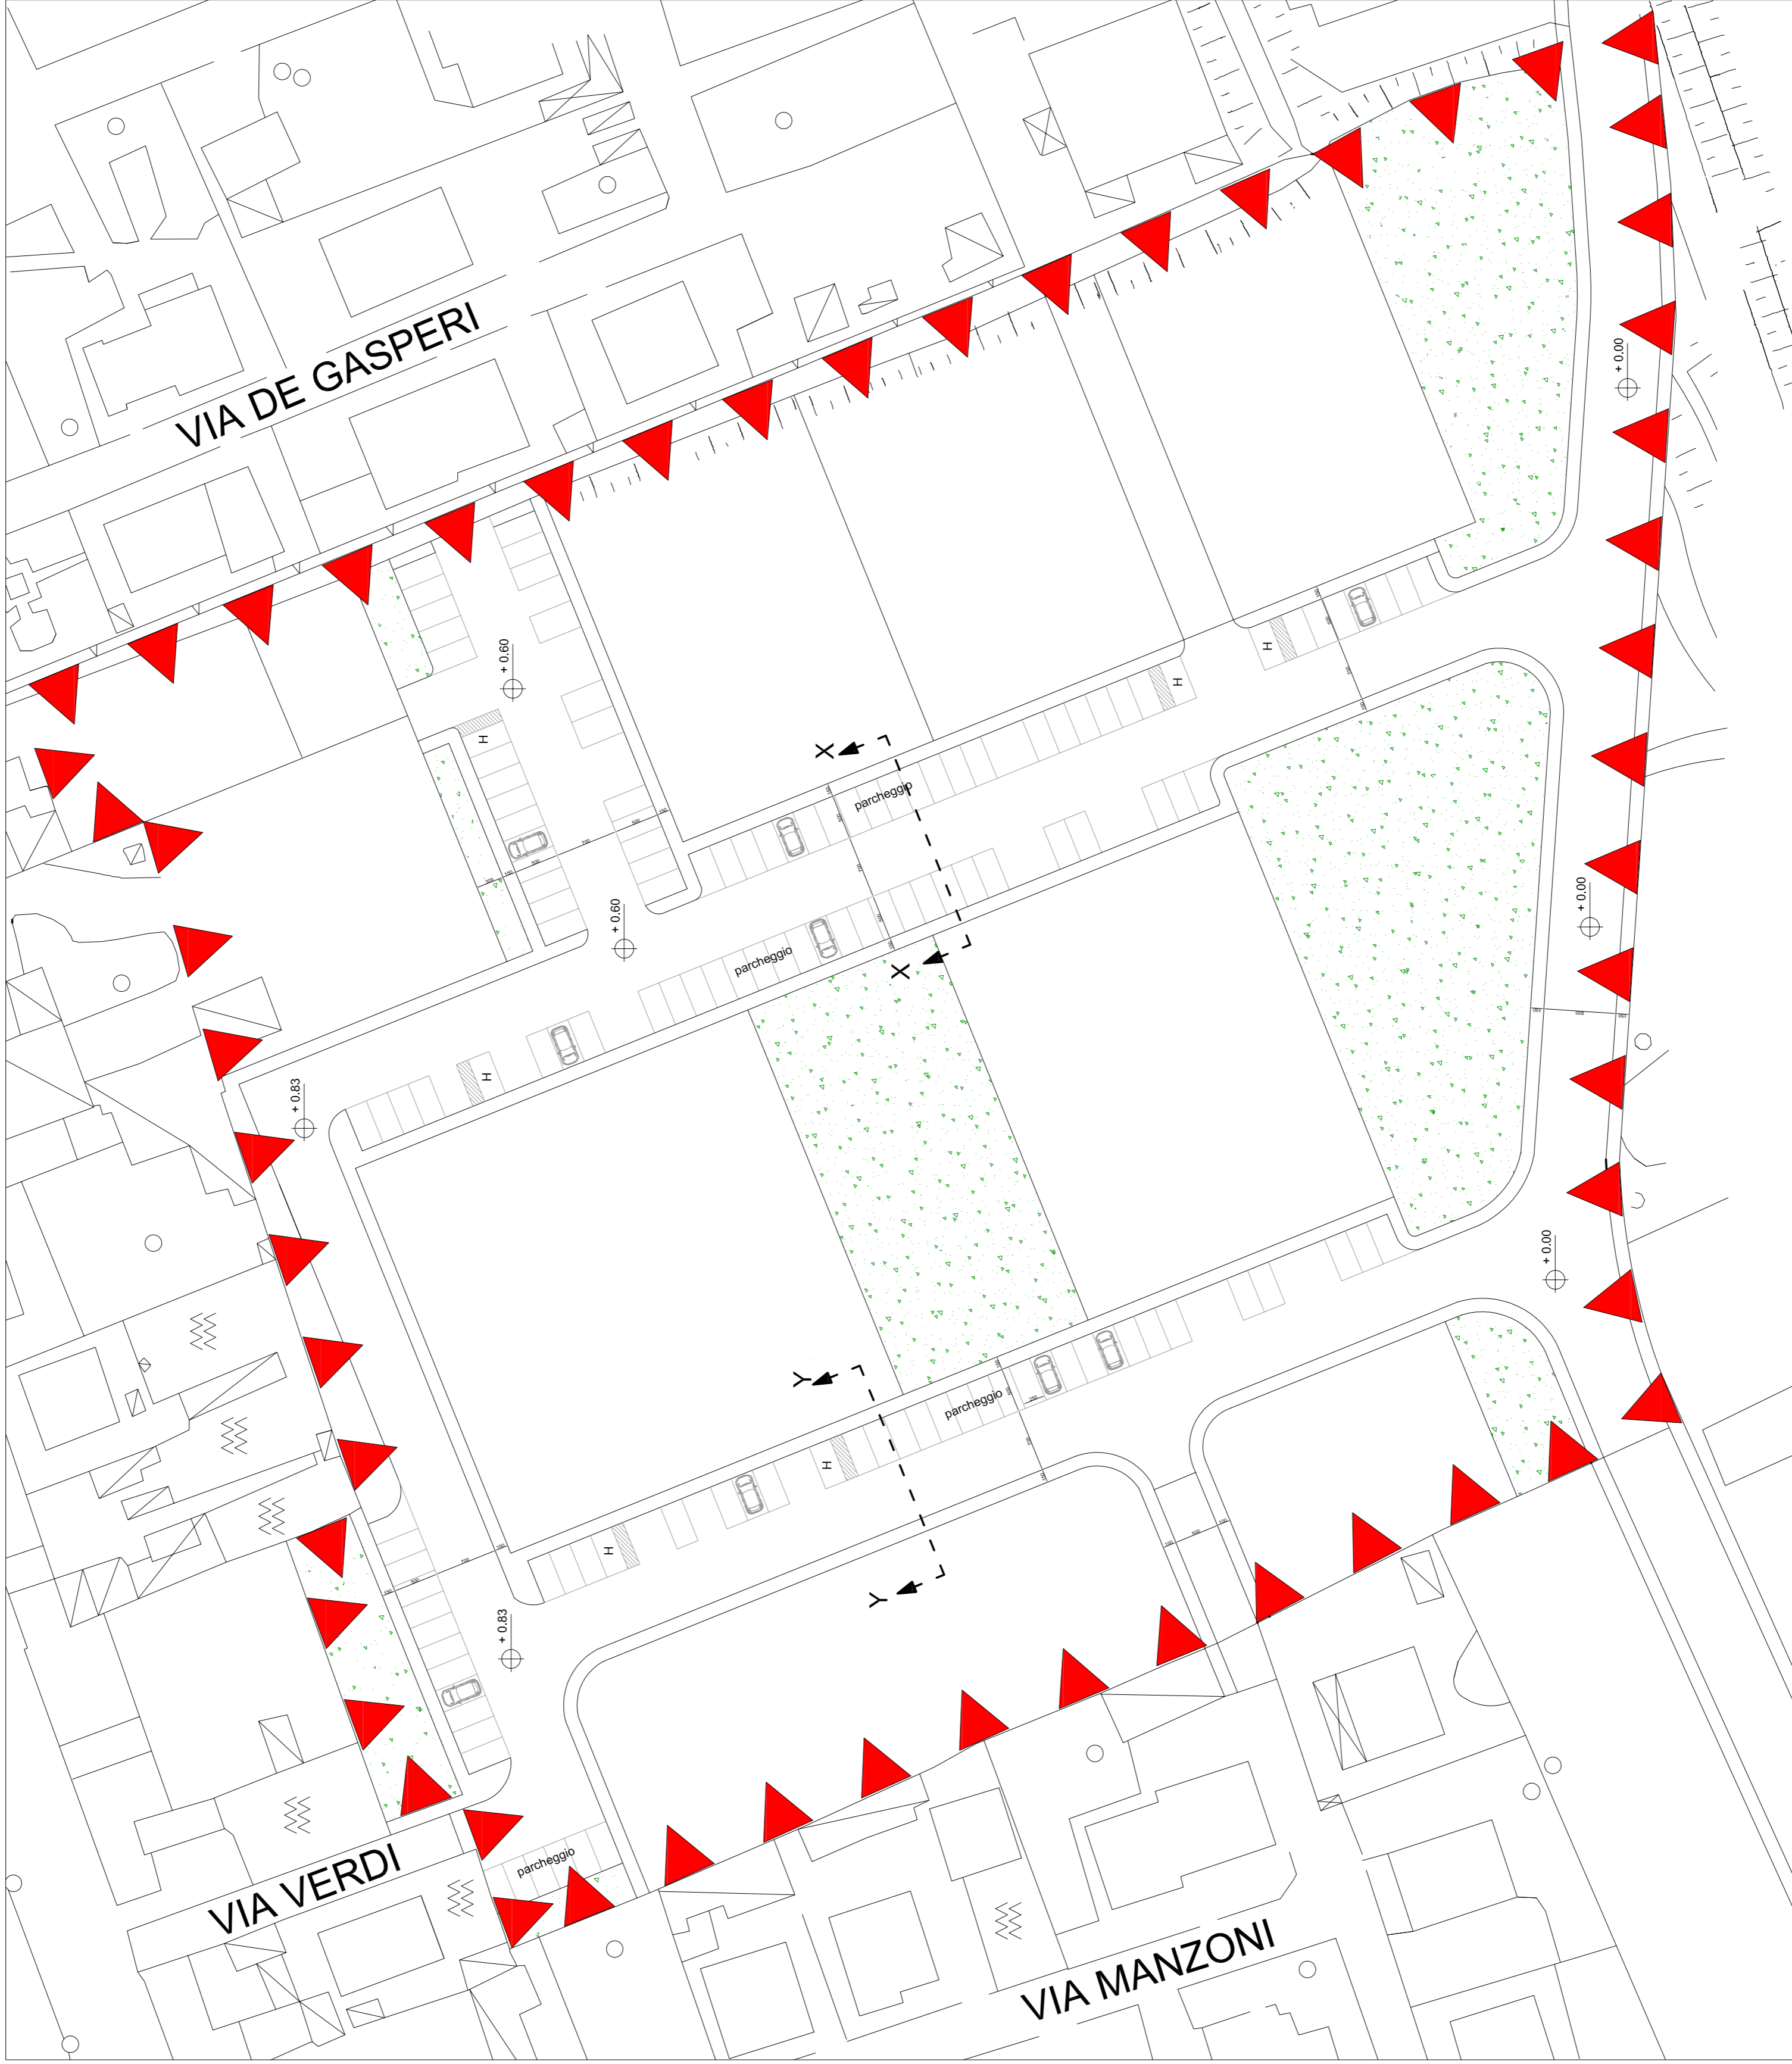 + 0.00
VIA DE GASPERI
+ 0.60
H
H
H
X
parcheggio
+ 0.60
+ 0.00
parcheggio
X
H
+ 0.83
+ 0.00
Y
parcheggio
H
H
Y
+ 0.83
parcheggio
VIA VERDI
VIA MANZONI